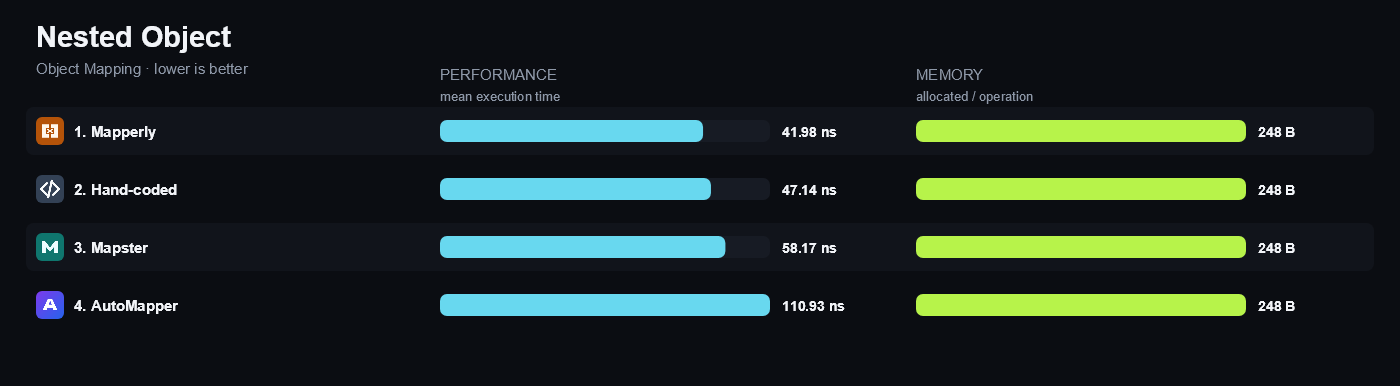 Nested Object
Object Mapping · lower is better
PERFORMANCE
mean execution time
MEMORY
allocated / operation
1. Mapperly 41.98 ns 248 B
2. Hand-coded 47.14 ns 248 B
M 3. Mapster 58.17 ns 248 B
A 4. AutoMapper 110.93 ns 248 B